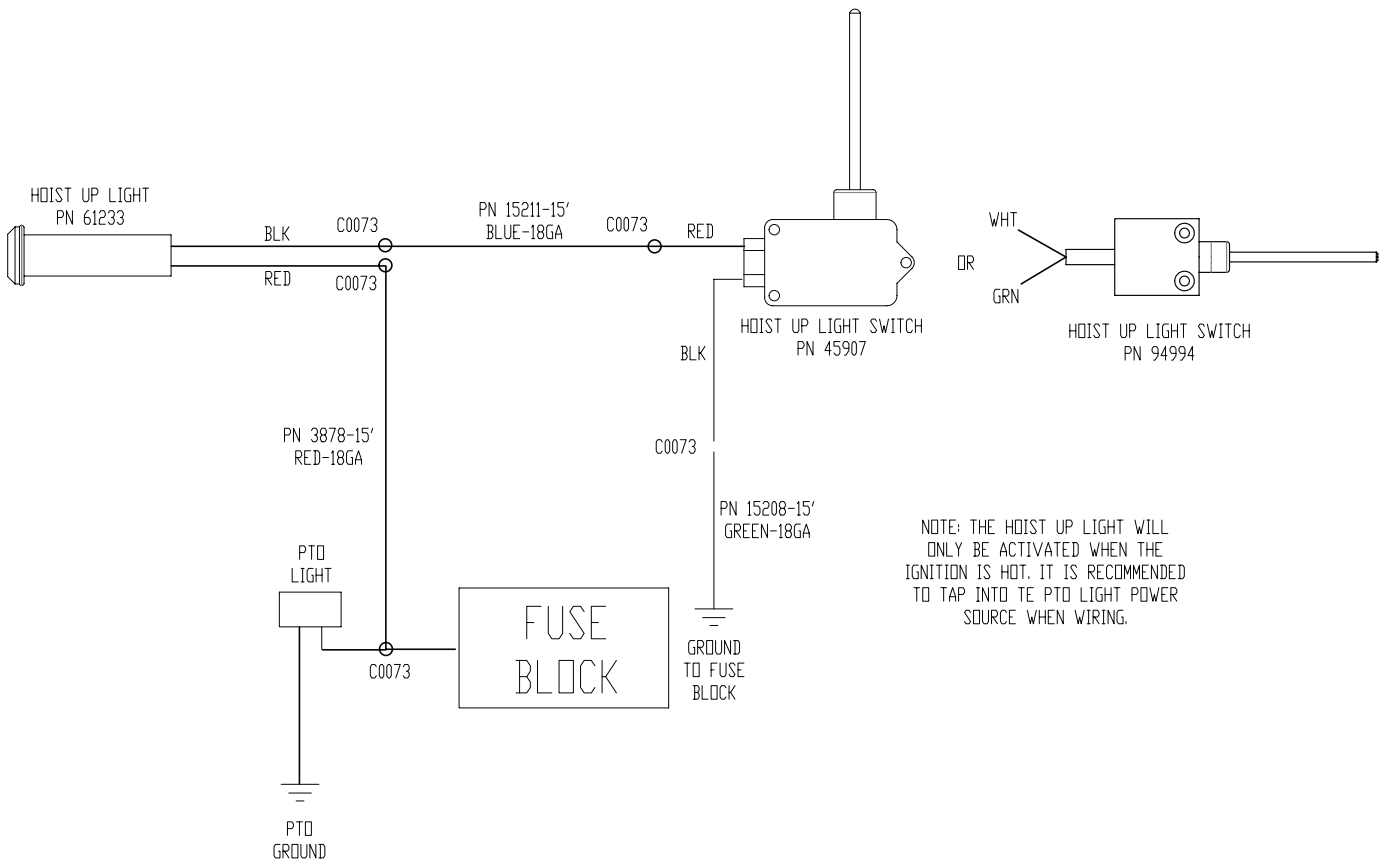 HOIST UP LIGHT
PN 61233
BLK
RED
C0073
C0073
PN 15211-15'
BLUE-18GA
C0073
RED
HOIST UP LIGHT SWITCH
PN 45907
OR
WHT
GRN
HOIST UP LIGHT SWITCH
PN 94994
BLK
C0073
PN 3878-15'
RED-18GA
PN 15208-15'
GREEN-18GA
NOTE: THE HOIST UP LIGHT WILL
ONLY BE ACTIVATED WHEN THE
IGNITION IS HOT. IT IS RECOMMENDED
TO TAP INTO TE PTO LIGHT POWER
SOURCE WHEN WIRING.
PTO
LIGHT
C0073
FUSE
BLOCK
GROUND
TO FUSE
BLOCK
PTO
GROUND